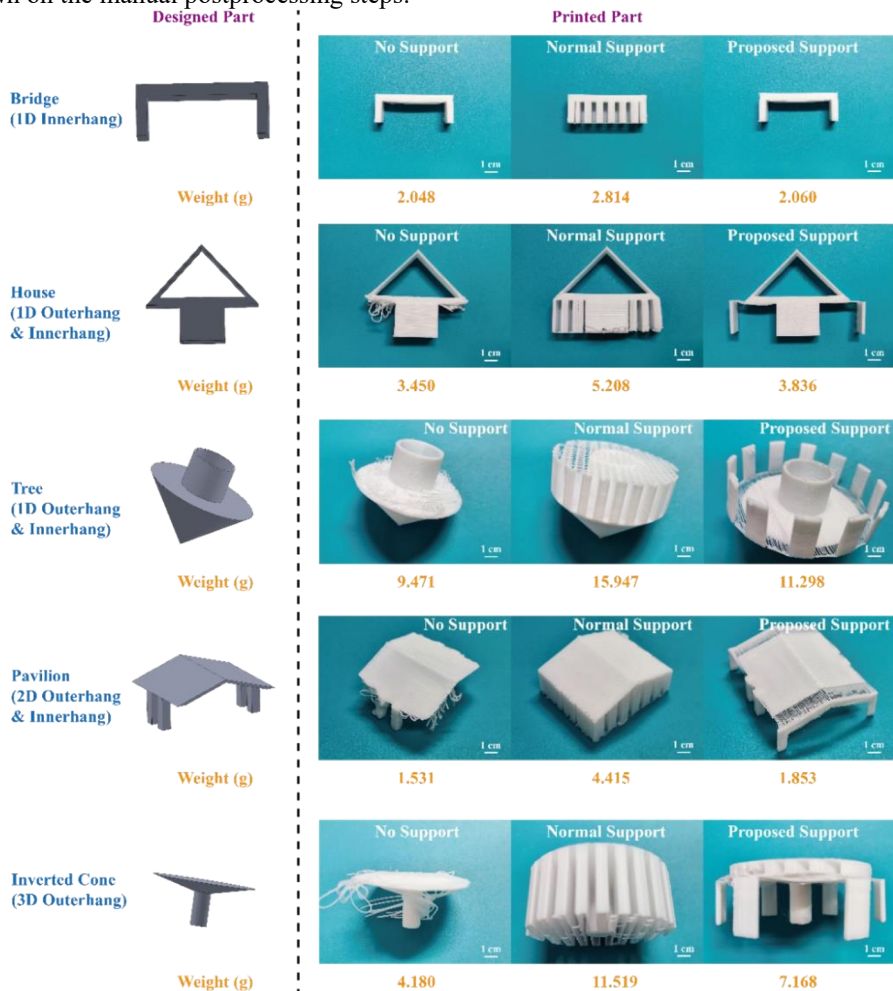 on the manual postprocessing steps.
Designed Part
Printed Part
Bridge
(1D Innerhang)
No Support
Normal Support
Proposed Support
1 cm
1 cm
1 cm
Weight (g)
2.048
2.814
2.060
House
(1D Outerhang
& Innerhang)
No Support
Normal Support
Proposed Support
1 cm
1 cm
1 cm
Weight (g)
3.450
5.208
3.836
Tree
(1D Outerhang
& Innerhang)
No Support
Normal Support
Proposed Support
1 cm
1 cm
1 cm
Weight (g)
9.471
15.947
11.298
Pavilion
(2D Outerhang
& Innerhang)
No Support
Normal Support
Proposed Support
1 cm
1 cm
1 cm
Weight (g)
1.531
4.415
1.853
Inverted Cone
(3D Outerhang)
No Support
Normal Support
Proposed Support
1 cm
1 cm
1 cm
Weight (g)
4.180
11.519
7.168